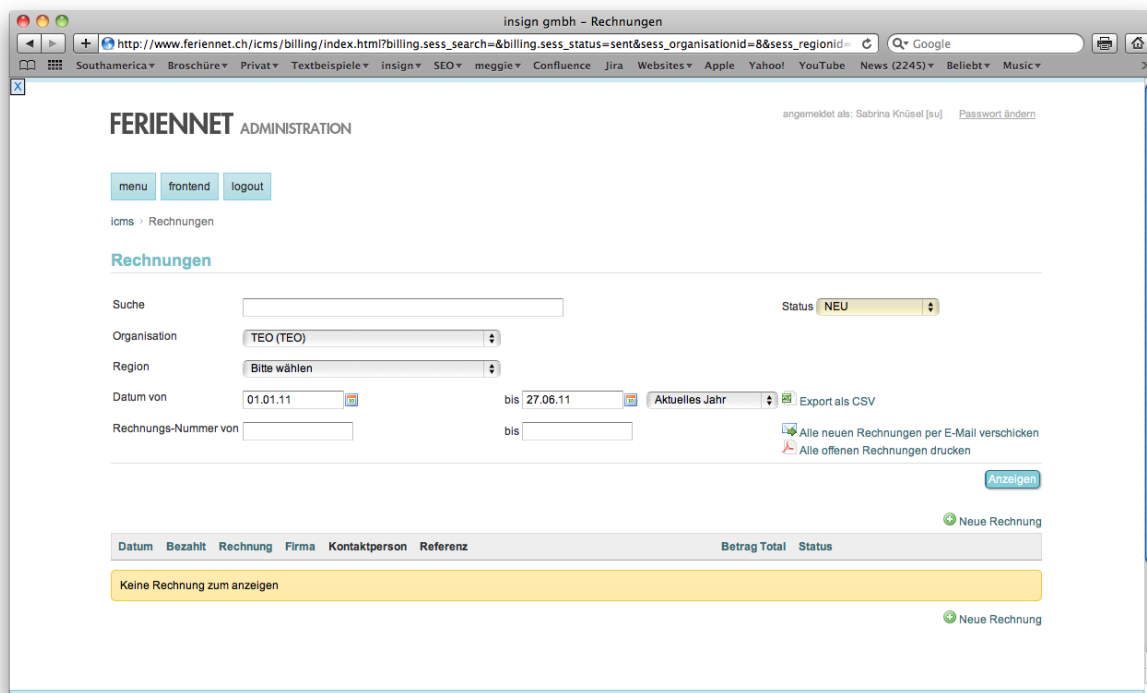 insign gmbh – Rechnungen
http://www.feriennet.ch/icms/billing/index.html?billing.sess_search=&billing.sess_status=sent&sess_organisationid=8&sess_regionid=
Google
Southamerica Broschüre Privat Textbeispiele insign SEO meggie Confluence Jira Websites Apple Yahoo! YouTube News (2245) Beliebt Music
X
FERIENNET ADMINISTRATION
angemeldet als: Sabrina Knüsel [su] Passwort ändern
menu frontend logout
icms › Rechnungen
Rechnungen
Suche Status NEU
Organisation TEO (TEO)
Region Bitte wählen
Datum von 01.01.11 bis 27.06.11 Aktuelles Jahr Export als CSV
Rechnungs-Nummer von bis Alle neuen Rechnungen per E-Mail verschicken
Alle offenen Rechnungen drucken
Anzeigen
Neue Rechnung
Datum Bezahlt Rechnung Firma Kontaktperson Referenz Betrag Total Status
Keine Rechnung zum anzeigen
Neue Rechnung